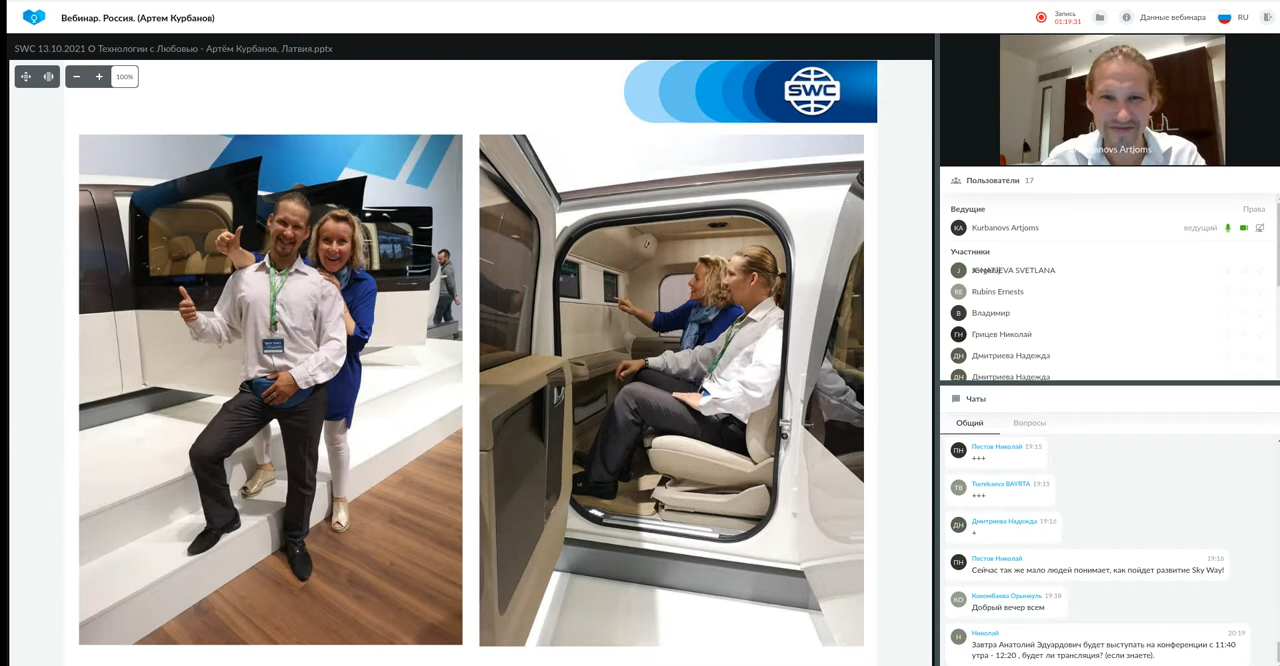 Вебинар. Россия. (Артем Курбанов)
Запись
01:19:31
Данные вебинара
RU
SWC 13.10.2021 О Технологии с Любовью - Артём Курбанов, Латвия.pptx
100%
SWC
Artjoms
Пользователи 17
Ведущие
Права
KA
Kurbanovs Artjoms
ведущий
Участники
J
SVETLANA
RE
Rubins Ernests
В
Владимир
ГН
Грицев Николай
ДН
Дмитриева Надежда
ДН
Дмитриева Надежда
Чаты
Общий
Вопросы
ПН
Пестов Николай 19:15
+++
TB
BAYRTA 19:15
+++
ДН
Дмитриева Надежда 19:16
+
ПН
Пестов Николай 19:16
Сейчас так же мало людей понимает, как пойдет развитие Sky Way!
КО
Кокомбаева Орынкуль 19:18
Добрый вечер всем
Н
Николай 20:19
Завтра Анатолий Эдуардович будет выступать на конференции с 11:40
утра - 12:20 , будет ли трансляция? (если знаете).